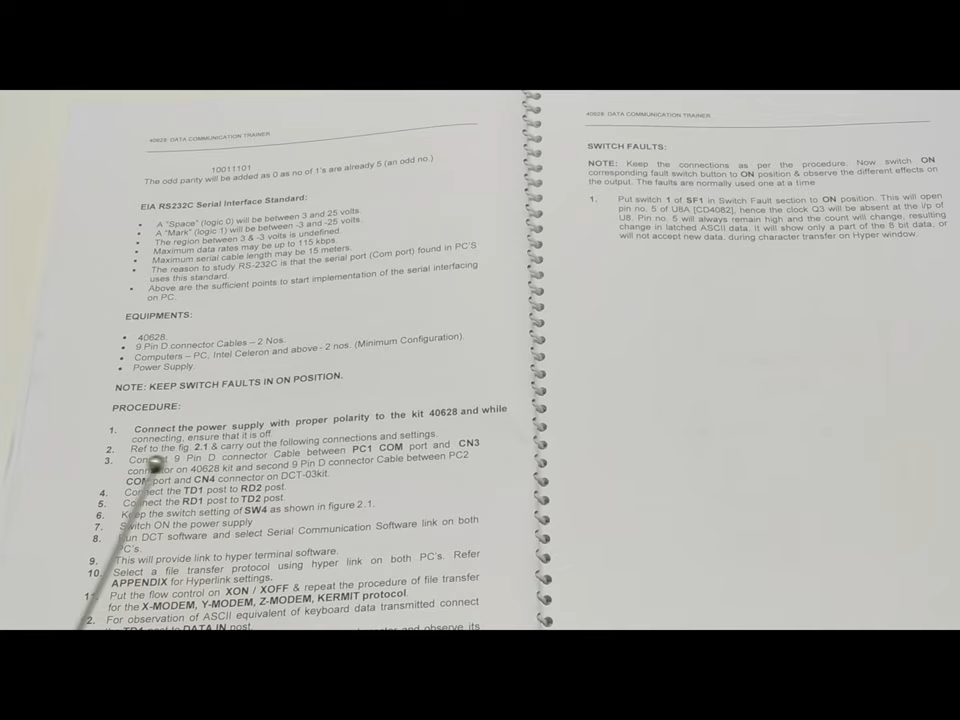 40628: DATA COMMUNICATION TRAINER
10011101
The odd parity will be added as 0 as no of 1's are already 5 (an odd no.)
EIA RS232C Serial Interface Standard:
• A "Space" (logic 0) will be between 3 and 25 volts.
• A "Mark" (logic 1) will be between -3 and -25 volts.
• The region between 3 & -3 volts is undefined.
• Maximum data rates may be up to 115 kbps.
• Maximum serial cable length may be 15 meters.
• The reason to study RS-232C is that the serial port (Com port) found in PC'S
uses this standard.
• Above are the sufficient points to start implementation of the serial interfacing
on PC.
EQUIPMENTS:
• 40628.
• 9 Pin D connector Cables – 2 Nos.
• Computers – PC, Intel Celeron and above - 2 nos. (Minimum Configuration).
• Power Supply.
NOTE: KEEP SWITCH FAULTS IN ON POSITION.
PROCEDURE:
1. Connect the power supply with proper polarity to the kit 40628 and while
connecting, ensure that it is off.
2. Ref to the fig 2.1 & carry out the following connections and settings.
3. Connect 9 Pin D connector Cable between PC1 COM port and CN3
connector on 40628 kit and second 9 Pin D connector Cable between PC2
COM port and CN4 connector on DCT-03kit.
4. Connect the TD1 post to RD2 post.
5. Connect the RD1 post to TD2 post.
6. Keep the switch setting of SW4 as shown in figure 2.1.
7. Switch ON the power supply
8. Run DCT software and select Serial Communication Software link on both
PC's.
9. This will provide link to hyper terminal software.
10. Select a file transfer protocol using hyper link on both PC's. Refer
APPENDIX for Hyperlink settings.
11. Put the flow control on XON / XOFF & repeat the procedure of file transfer
for the X-MODEM, Y-MODEM, Z-MODEM, KERMIT protocol.
2. For observation of ASCII equivalent of keyboard data transmitted connect
the TD1 post to DATA IN post.
and observe its
40628: DATA COMMUNICATION TRAINER
SWITCH FAULTS:
NOTE: Keep the connections as per the procedure. Now switch ON
corresponding fault switch button to ON position & observe the different effects on
the output. The faults are normally used one at a time
1. Put switch 1 of SF1 in Switch Fault section to ON position. This will open
pin no. 5 of U8A [CD4082], hence the clock Q3 will be absent at the i/p of
U8. Pin no. 5 will always remain high and the count will change, resulting
change in latched ASCII data, it will show only a part of the 8 bit data, or
will not accept new data, during character transfer on Hyper window.